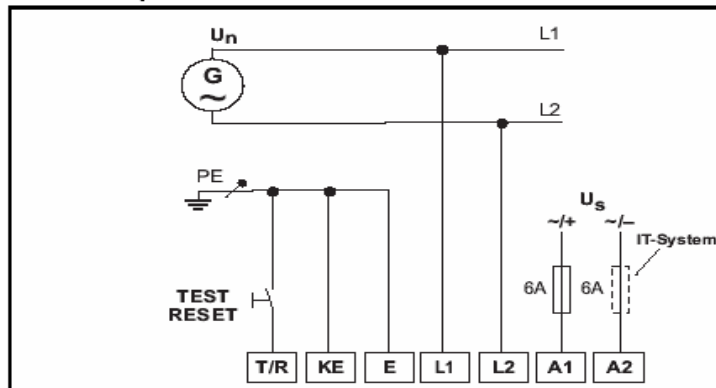 Un
L1
G
~
L2
PE
Us
~/+
~/−
IT-System
6A
6A
TEST
RESET
T/R
KE
E
L1
L2
A1
A2